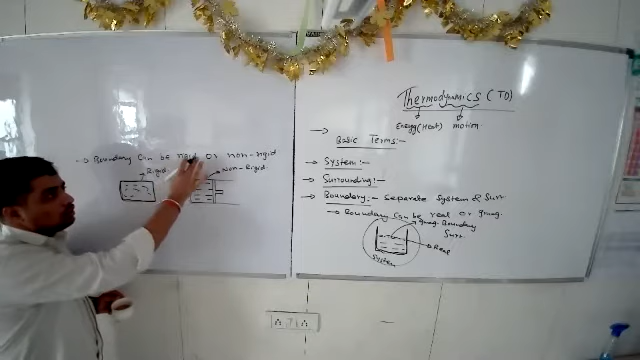 → Boundary Can be rigid or non-rigid
Rigid
Non-Rigid
Thermodynamics (TD)
Energy(Heat) motion
→ Basic Terms:-
→ System:-
→ Surrounding:-
→ Boundary:- separate system & Surr
→ Boundary can be real or imag.
imag. Boundary
Surr
Real
System